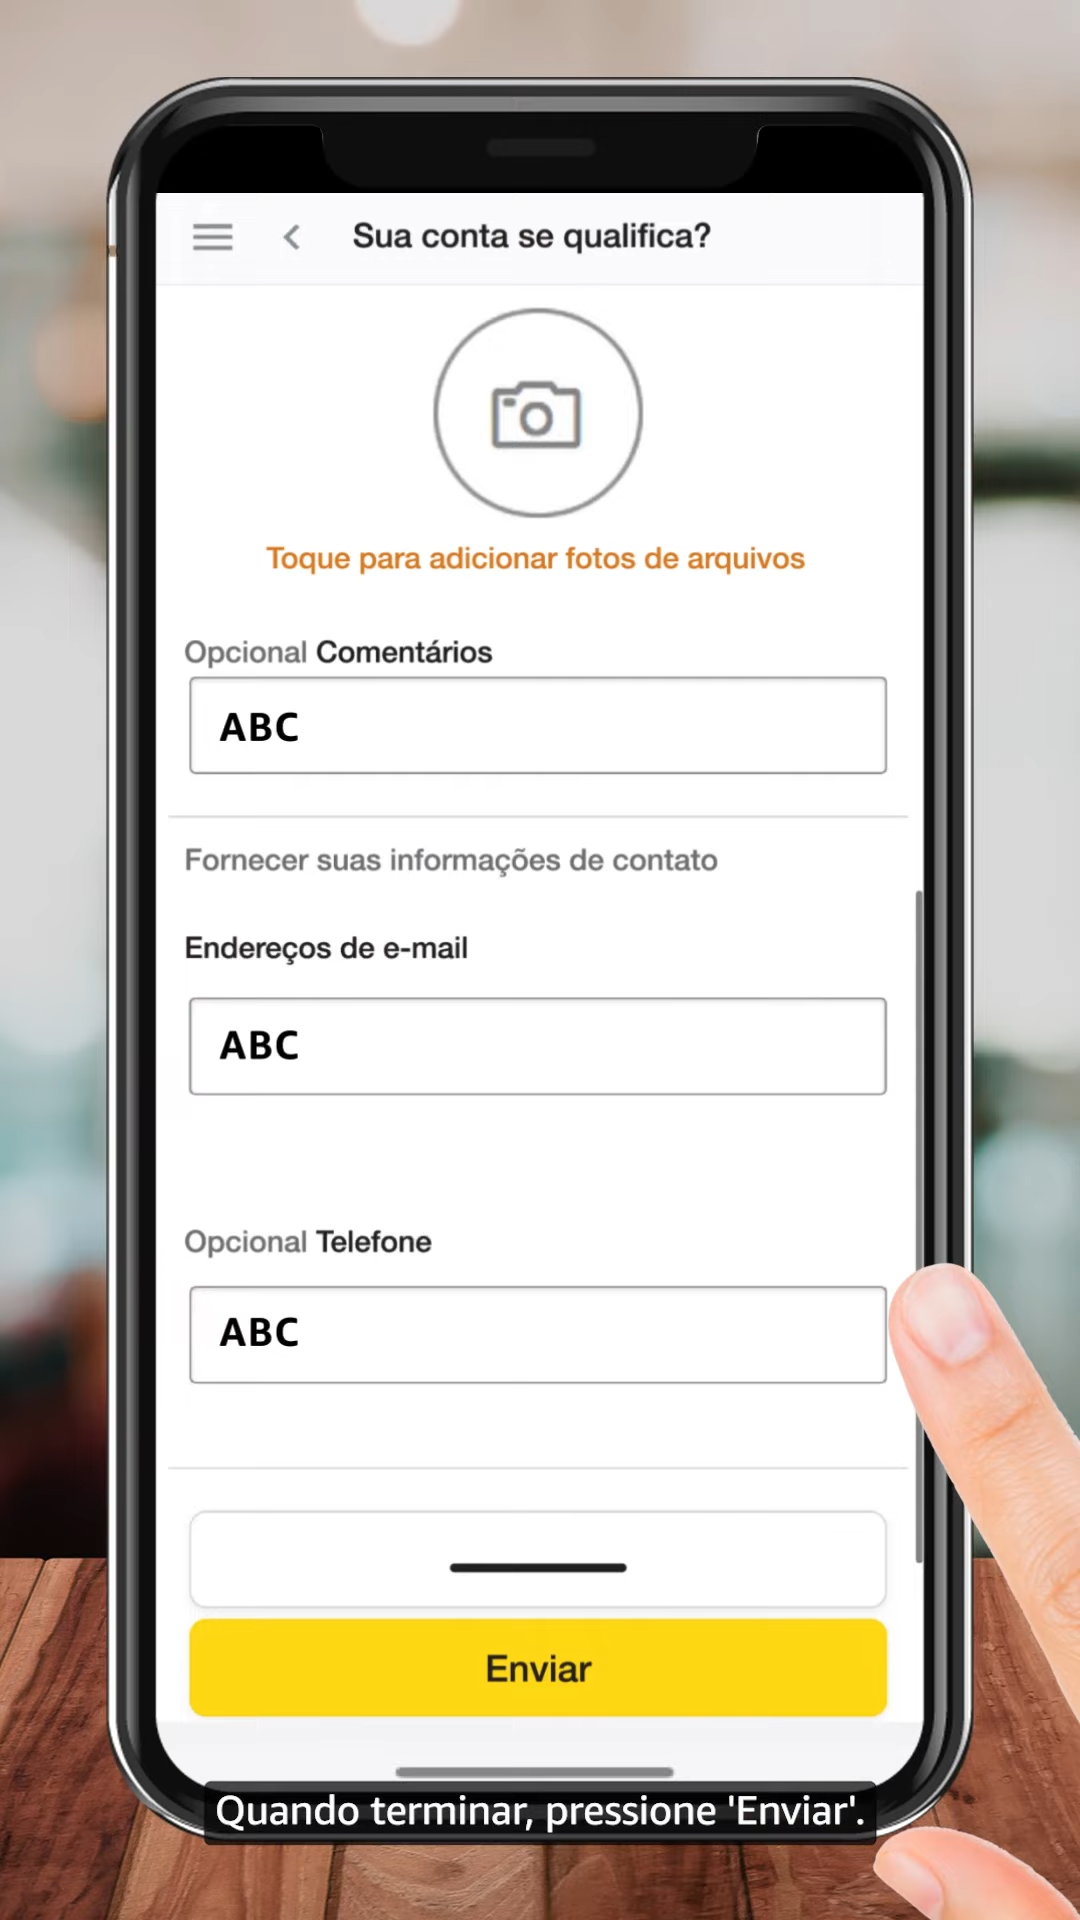 Sua conta se qualifica?
Toque para adicionar fotos de arquivos
Opcional Comentários
ABC
Fornecer suas informações de contato
Endereços de e-mail
ABC
Opcional Telefone
ABC
Enviar
Quando terminar, pressione 'Enviar'.